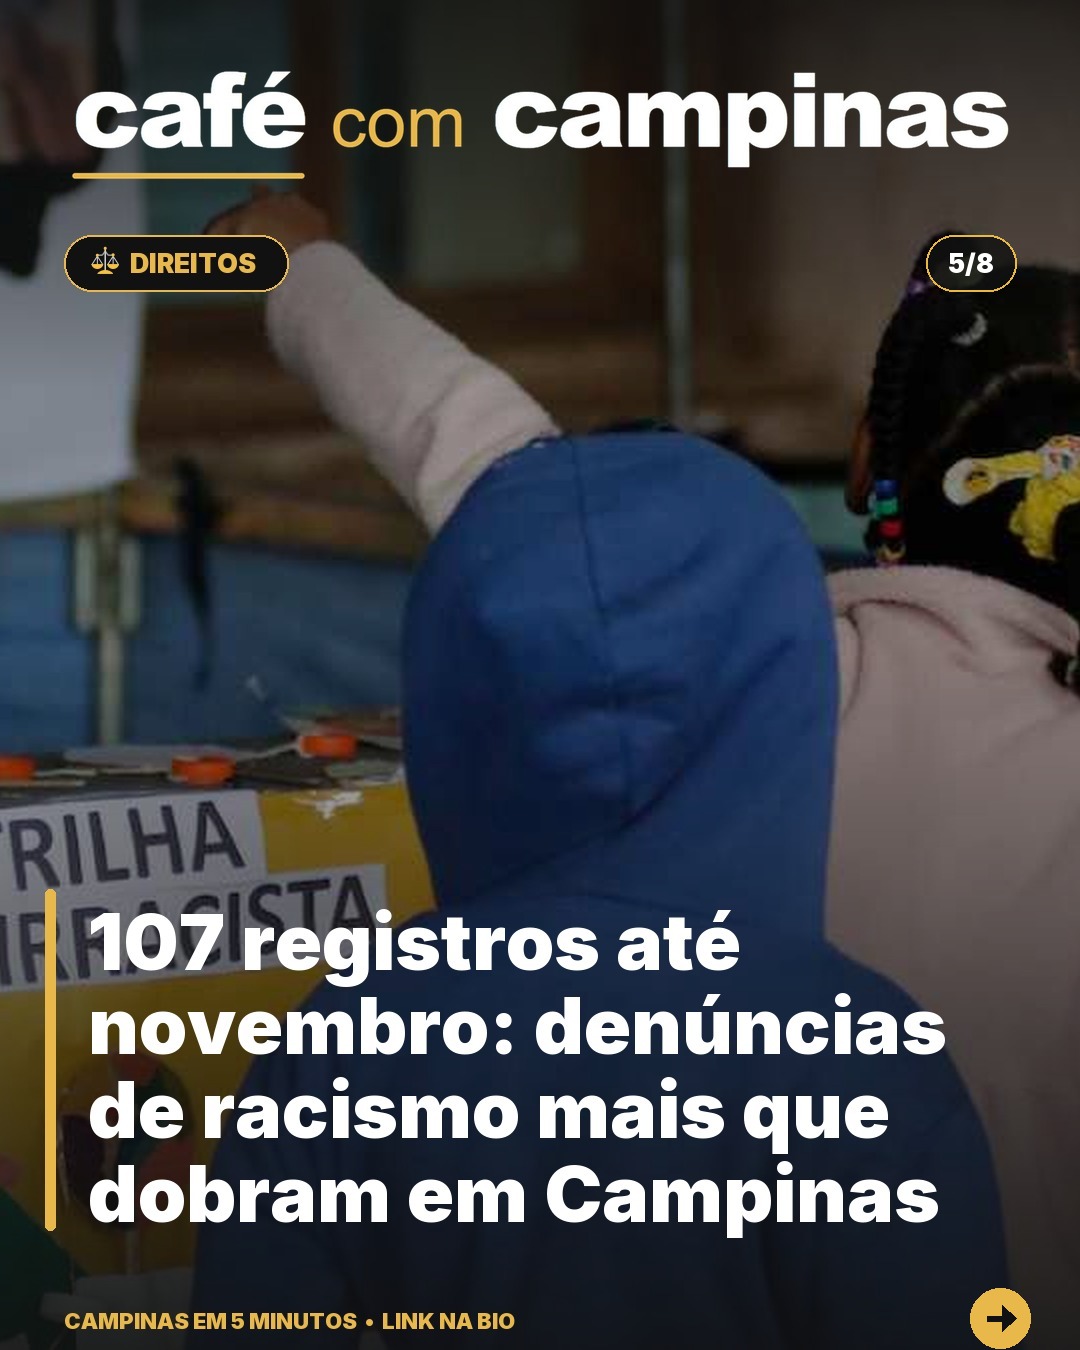 café com campinas
DIREITOS
5/8
TRILHA
IRRACISTA
107 registros até
novembro: denúncias
de racismo mais que
dobram em Campinas
CAMPINAS EM 5 MINUTOS • LINK NA BIO